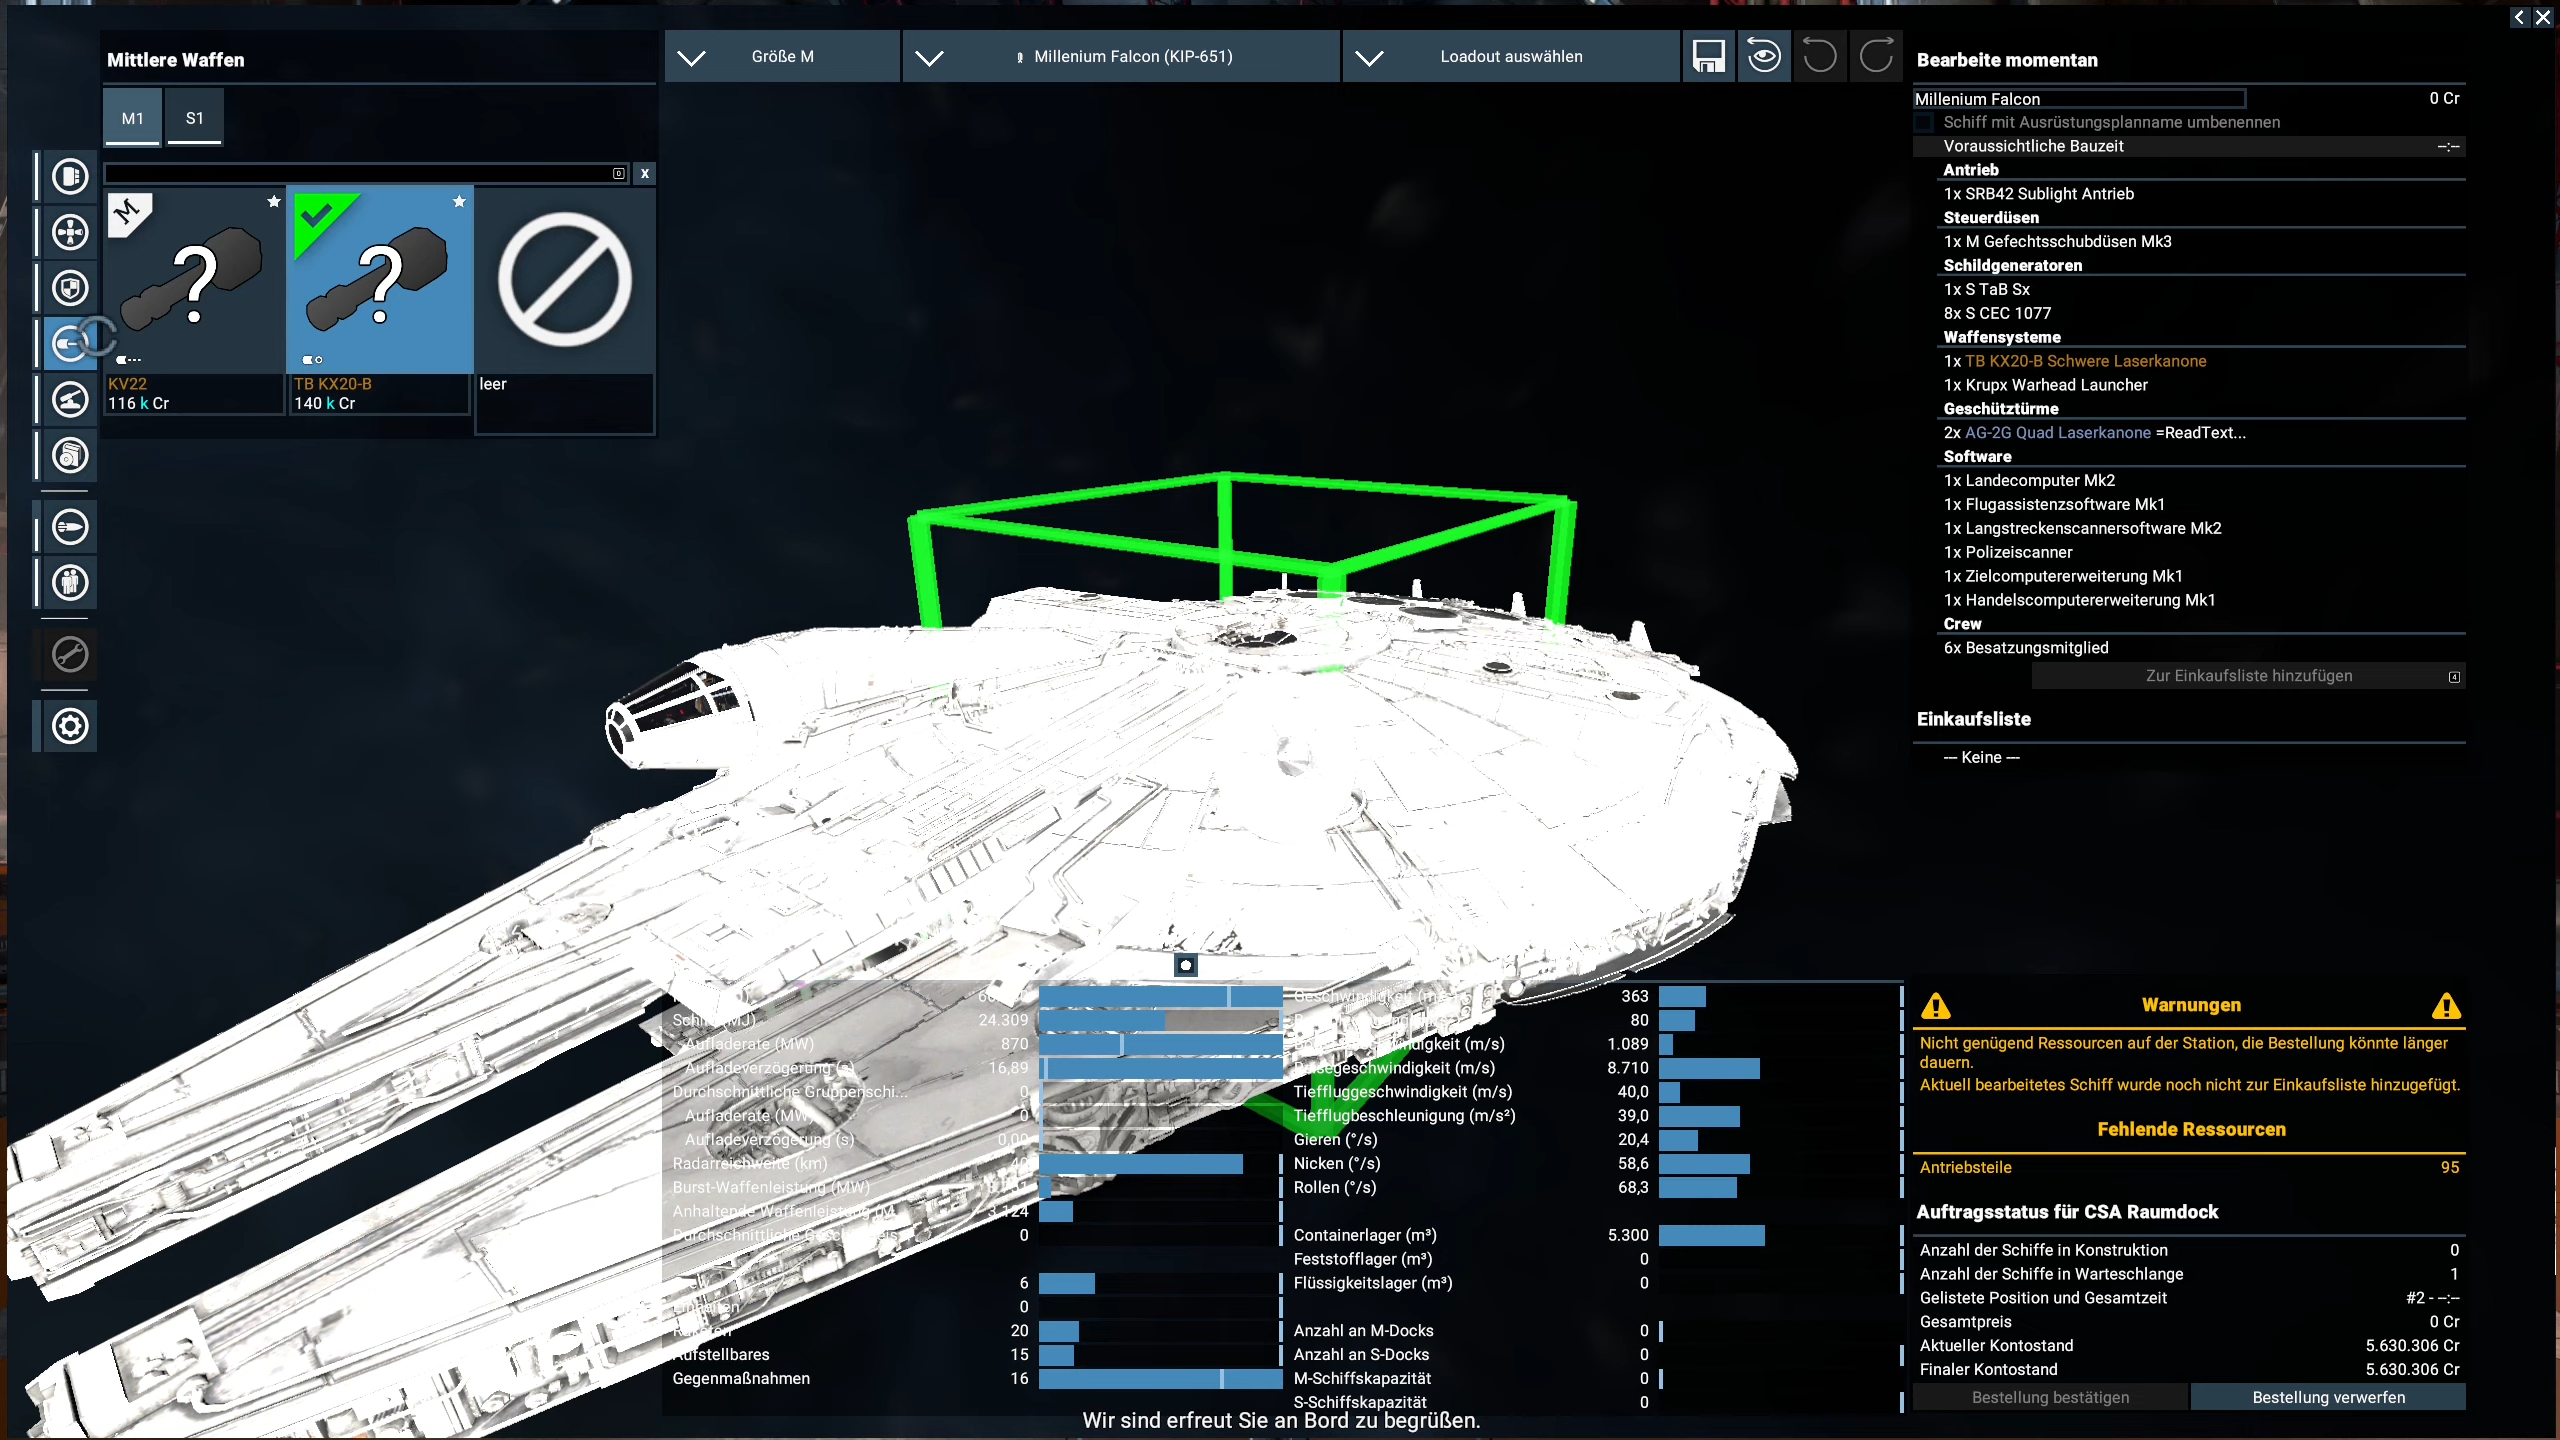 Mittlere Waffen
M1
S1
X
M
KV22
116 k Cr
TB KX20-B
140 k Cr
leer
Größe M
Millenium Falcon (KIP-651)
Loadout auswählen
Bearbeite momentan
Millenium Falcon
0 Cr
Schiff mit Ausrüstungsplanname umbenennen
Voraussichtliche Bauzeit --:--
Antrieb
1x SRB42 Sublight Antrieb
Steuerdüsen
1x M Gefechtsschubdüsen Mk3
Schildgeneratoren
1x S TaB Sx
8x S CEC 1077
Waffensysteme
1x TB KX20-B Schwere Laserkanone
1x Krupx Warhead Launcher
Geschütztürme
2x AG-2G Quad Laserkanone =ReadText...
Software
1x Landecomputer Mk2
1x Flugassistenzsoftware Mk1
1x Langstreckenscannersoftware Mk2
1x Polizeiscanner
1x Zielcomputererweiterung Mk1
1x Handelscomputererweiterung Mk1
Crew
6x Besatzungsmitglied
Zur Einkaufsliste hinzufügen
Einkaufsliste
--- Keine ---
24.309
Aufladerate (MW) 870
Aufladeverzögerung (s) 16,89
Durchschnittliche Gruppenschi... 0
Aufladerate (MW) 0
Aufladeverzögerung (s) 0,00
Radarreichweite (km)
Burst-Waffenleistung (MW)
Anhaltende Waffenleistung 3.124
0
6
0
20
Aufstellbares 15
Gegenmaßnahmen 16
Geschwindigkeit 363
80
(m/s) 1.089
Reisegeschwindigkeit (m/s) 8.710
Tieffluggeschwindigkeit (m/s) 40,0
Tiefflugbeschleunigung (m/s²) 39,0
Gieren (°/s) 20,4
Nicken (°/s) 58,6
Rollen (°/s) 68,3
Containerlager (m³) 5.300
Feststofflager (m³) 0
Flüssigkeitslager (m³) 0
Anzahl an M-Docks 0
Anzahl an S-Docks 0
M-Schiffskapazität 0
S-Schiffskapazität 0
Wir sind erfreut Sie an Bord zu begrüßen.
Warnungen
Nicht genügend Ressourcen auf der Station, die Bestellung könnte länger
dauern.
Aktuell bearbeitetes Schiff wurde noch nicht zur Einkaufsliste hinzugefügt.
Fehlende Ressourcen
Antriebsteile 95
Auftragsstatus für CSA Raumdock
Anzahl der Schiffe in Konstruktion 0
Anzahl der Schiffe in Warteschlange 1
Gelistete Position und Gesamtzeit #2 - --:--
Gesamtpreis 0 Cr
Aktueller Kontostand 5.630.306 Cr
Finaler Kontostand 5.630.306 Cr
Bestellung bestätigen
Bestellung verwerfen